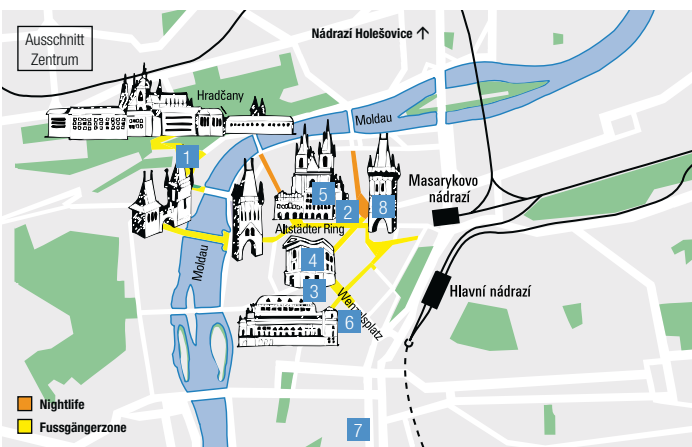 Ausschnitt
Zentrum
Nádrazí Holešovice ↑
Hradčany
Moldau
1
Masarykovo
nádrazí
5
2
8
Altstädter Ring
4
Moldau
3
Hlavní nádrazí
Wenzelsplatz
6
Nightlife
Fussgängerzone
7